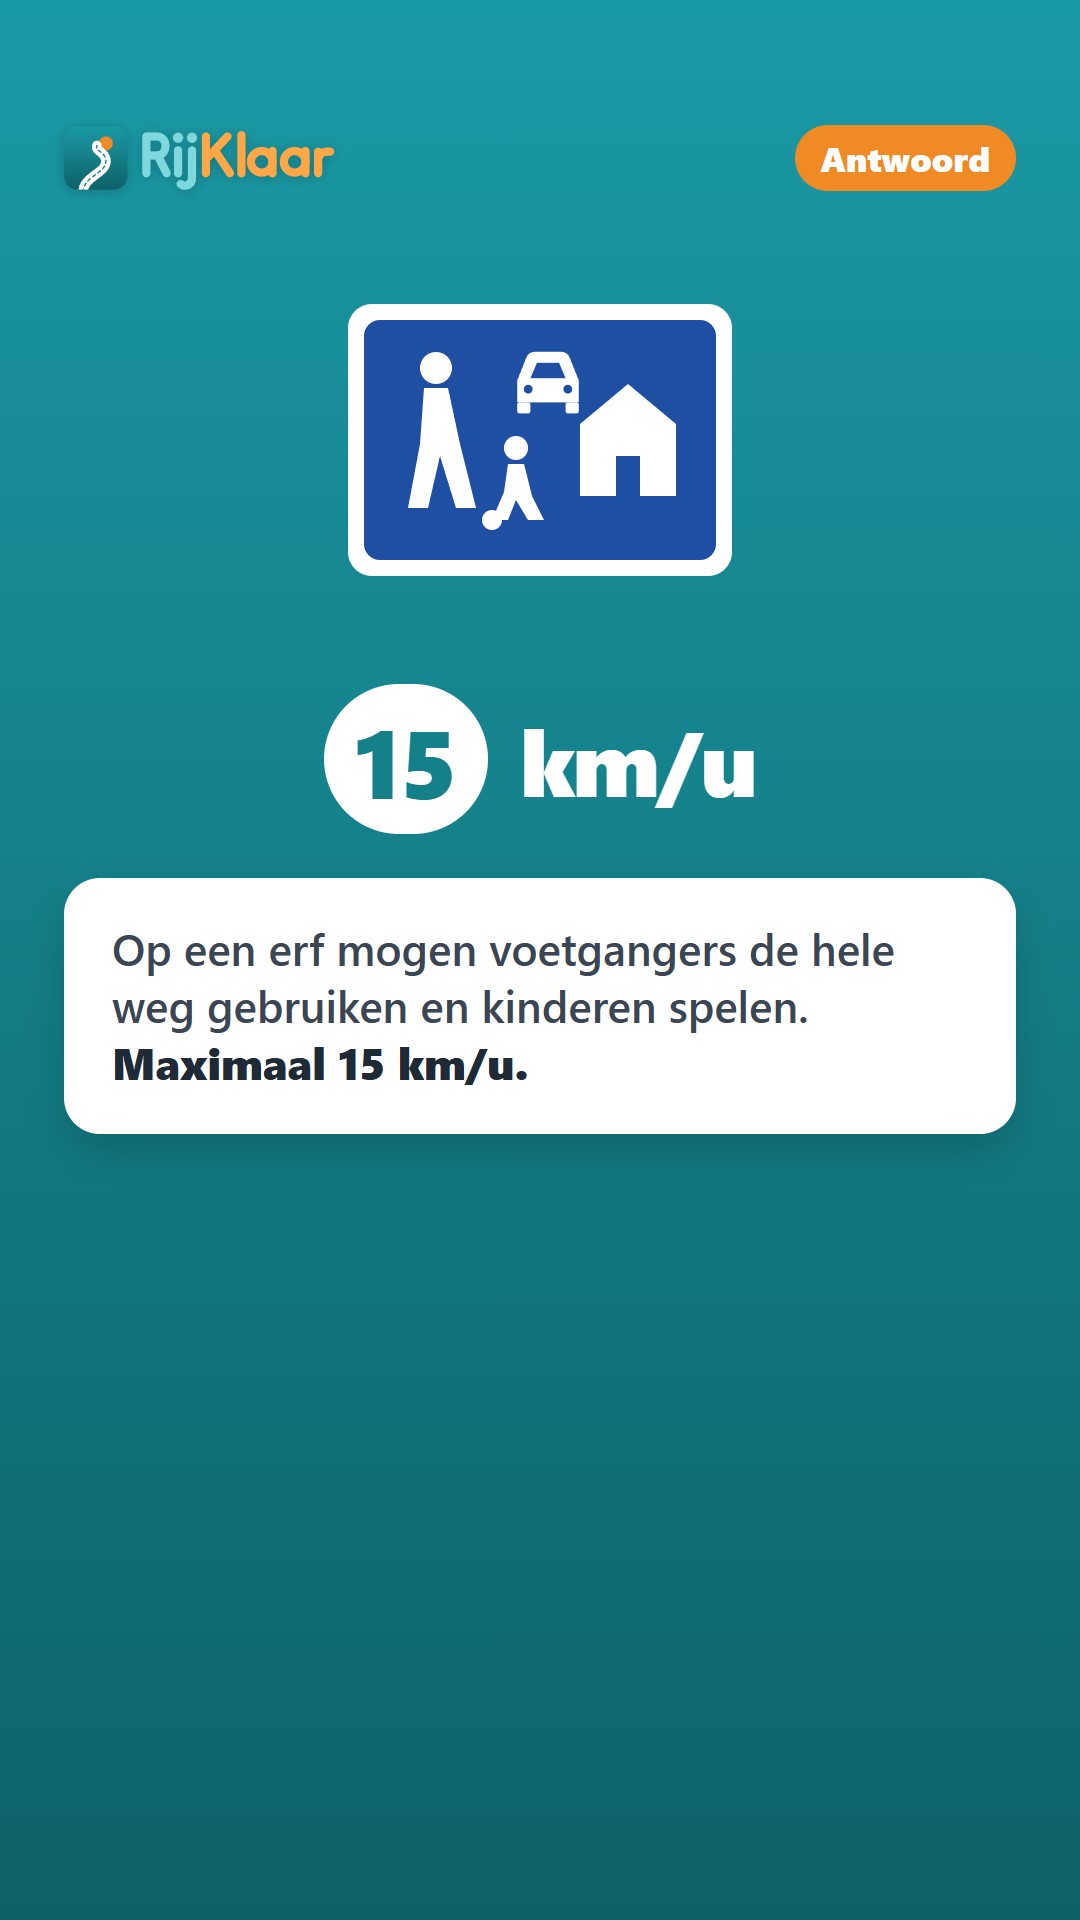 RijKlaar
Antwoord
15 km/u
Op een erf mogen voetgangers de hele
weg gebruiken en kinderen spelen.
Maximaal 15 km/u.